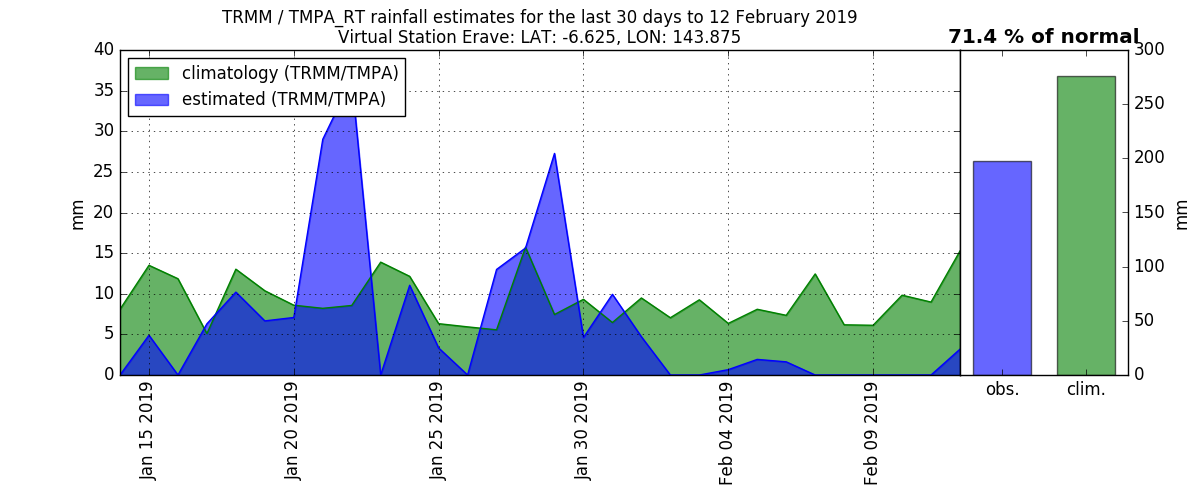 TRMM / TMPA_RT rainfall estimates for the last 30 days to 12 February 2019
Virtual Station Erave: LAT: -6.625, LON: 143.875
71.4 % of normal
climatology (TRMM/TMPA)
estimated (TRMM/TMPA)
40
35
30
25
20
15
10
5
0
mm
Jan 15 2019
Jan 20 2019
Jan 25 2019
Jan 30 2019
Feb 04 2019
Feb 09 2019
300
250
200
150
100
50
0
mm
obs.
clim.